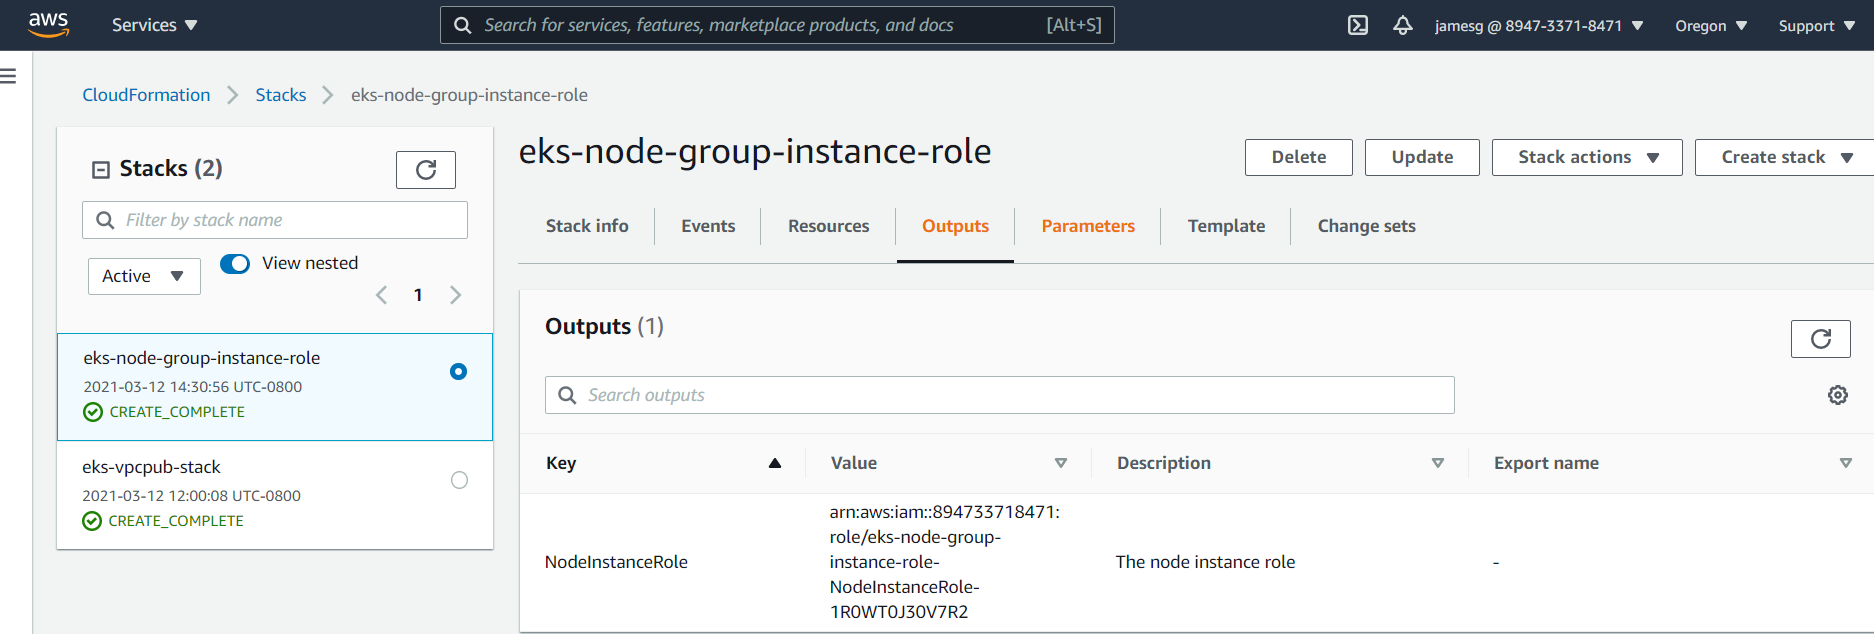 aws
Services
Search for services, features, marketplace products, and docs
[Alt+S]
jamesg @ 8947-3371-8471
Oregon
Support
CloudFormation
Stacks
eks-node-group-instance-role
Stacks (2)
Filter by stack name
Active
View nested
1
eks-node-group-instance-role
2021-03-12 14:30:56 UTC-0800
CREATE_COMPLETE
eks-vpcpub-stack
2021-03-12 12:00:08 UTC-0800
CREATE_COMPLETE
eks-node-group-instance-role
Delete
Update
Stack actions
Create stack
Stack info
Events
Resources
Outputs
Parameters
Template
Change sets
Outputs (1)
Search outputs
Key
Value
Description
Export name
NodeInstanceRole
arn:aws:iam::894733718471:
role/eks-node-group-
instance-role-
NodeInstanceRole-
1R0WT0J30V7R2
The node instance role
-